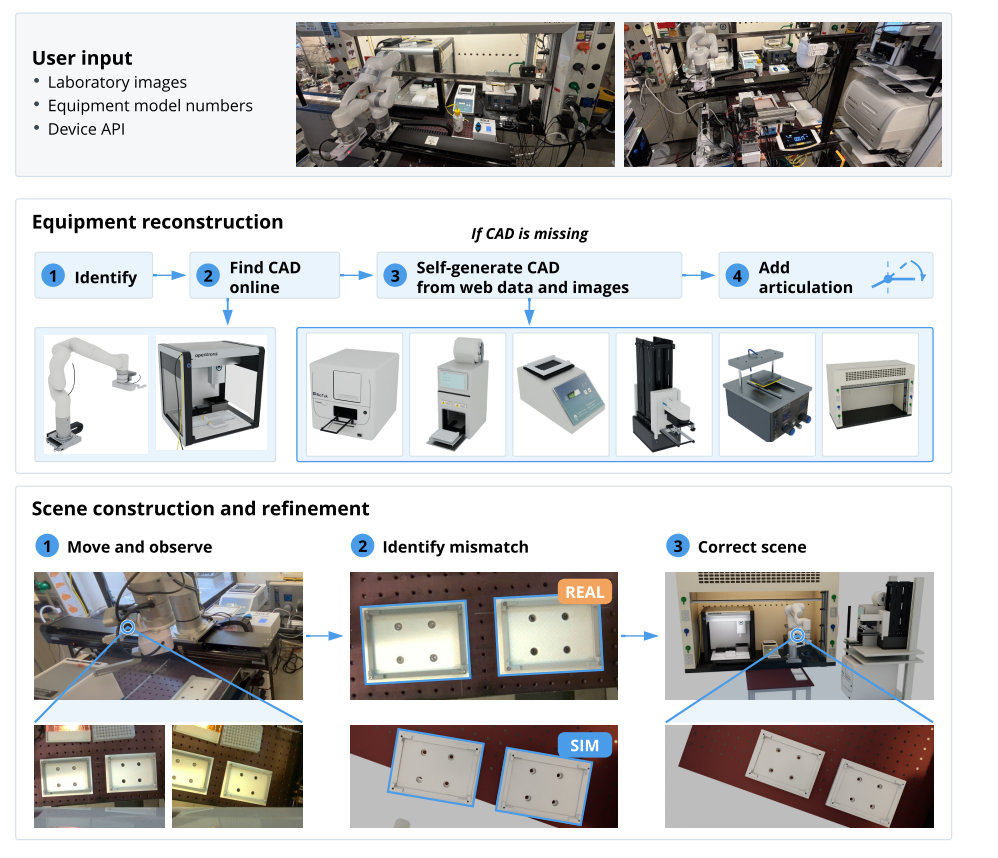 User input
• Laboratory images
• Equipment model numbers
• Device API
Equipment reconstruction
If CAD is missing
1 Identify
2 Find CAD
online
3 Self-generate CAD
from web data and images
4 Add
articulation
opentrons
Scene construction and refinement
1 Move and observe
2 Identify mismatch
3 Correct scene
REAL
SIM